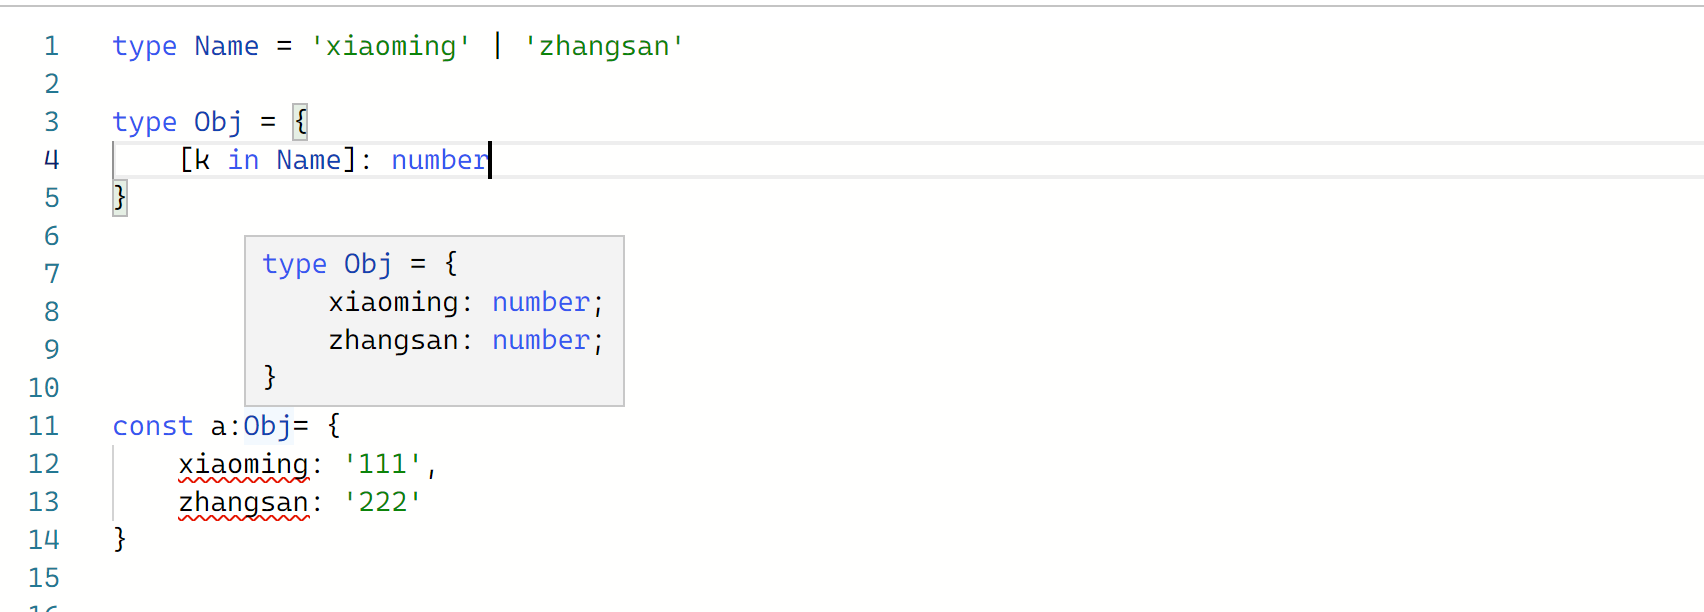 1 type Name = 'xiaoming' | 'zhangsan'
2
3 type Obj = {
4 [k in Name]: number
5 }
6
7
8
9
10
type Obj = {
xiaoming: number;
zhangsan: number;
}
11 const a:Obj= {
12 xiaoming: '111',
13 zhangsan: '222'
14 }
15
16